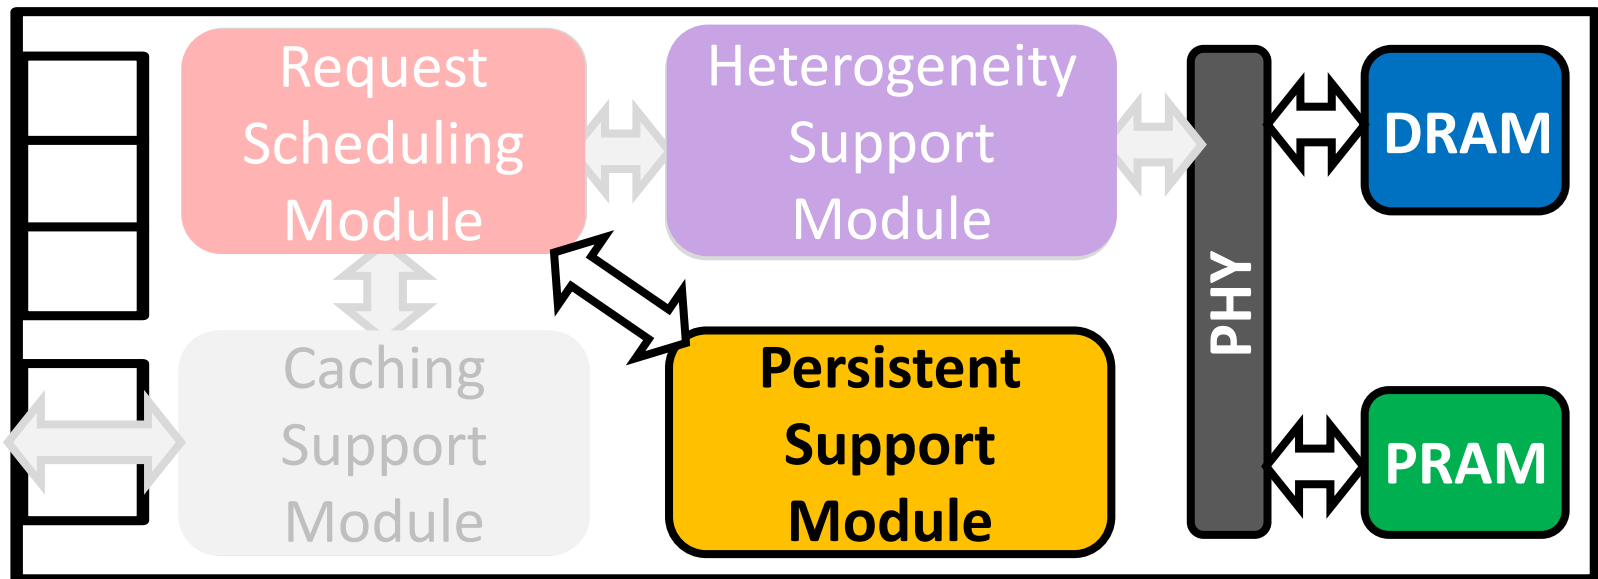 Request
Scheduling
Module
Heterogeneity
Support
Module
PHY
DRAM
Caching
Support
Module
Persistent
Support
Module
PRAM